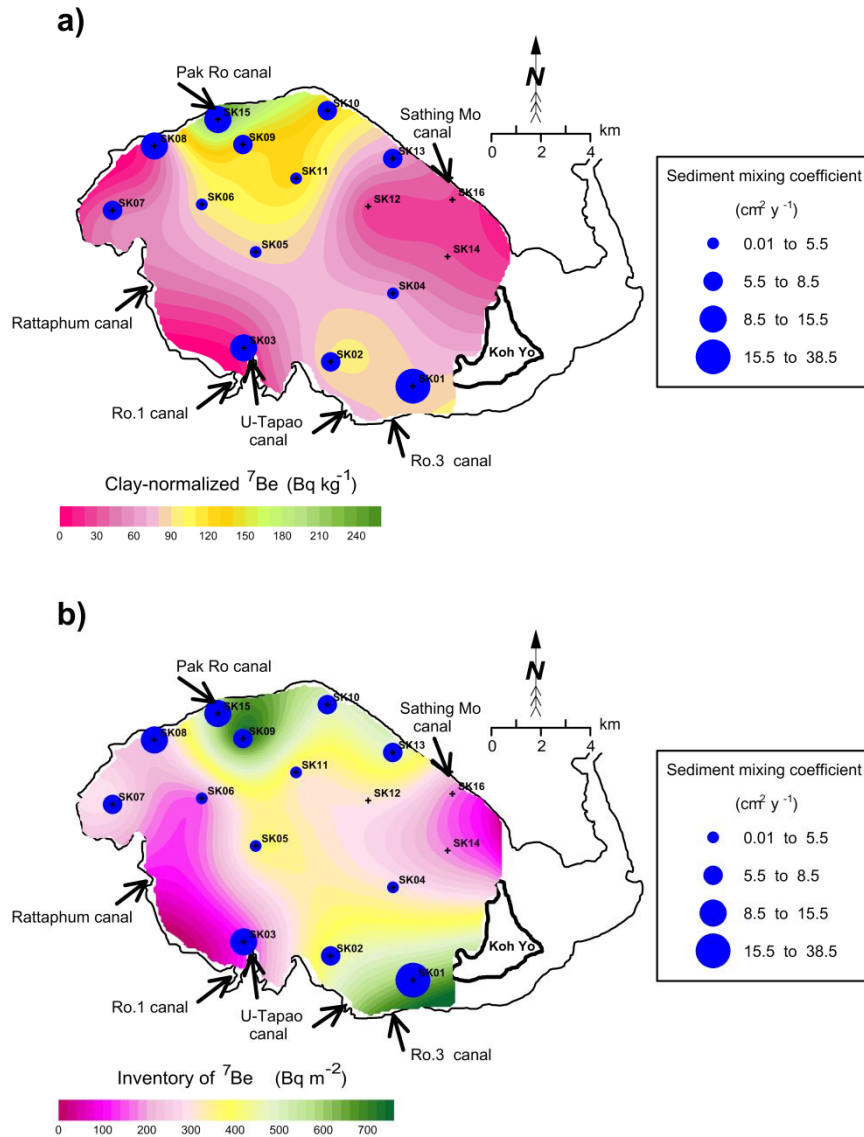 a)
Pak Ro canal
SK15
SK10
Sathing Mo
canal
N
km
0 2 4
SK08
SK09
SK13
SK11
SK16
SK07
SK06
SK12
SK05
SK14
SK04
Rattaphum canal
SK03
SK02
Koh Yo
SK01
Ro.1 canal
U-Tapao
canal
Ro.3 canal
Sediment mixing coefficient
(cm² y⁻¹)
0.01 to 5.5
5.5 to 8.5
8.5 to 15.5
15.5 to 38.5
Clay-normalized ⁷Be (Bq kg⁻¹)
0 30 60 90 120 150 180 210 240
b)
Pak Ro canal
SK15
SK10
Sathing Mo
canal
N
km
0 2 4
SK08
SK09
SK13
SK11
SK16
SK07
SK06
SK12
SK05
SK14
SK04
Rattaphum canal
SK03
SK02
Koh Yo
SK01
Ro.1 canal
U-Tapao
canal
Ro.3 canal
Sediment mixing coefficient
(cm² y⁻¹)
0.01 to 5.5
5.5 to 8.5
8.5 to 15.5
15.5 to 38.5
Inventory of ⁷Be (Bq m⁻²)
0 100 200 300 400 500 600 700